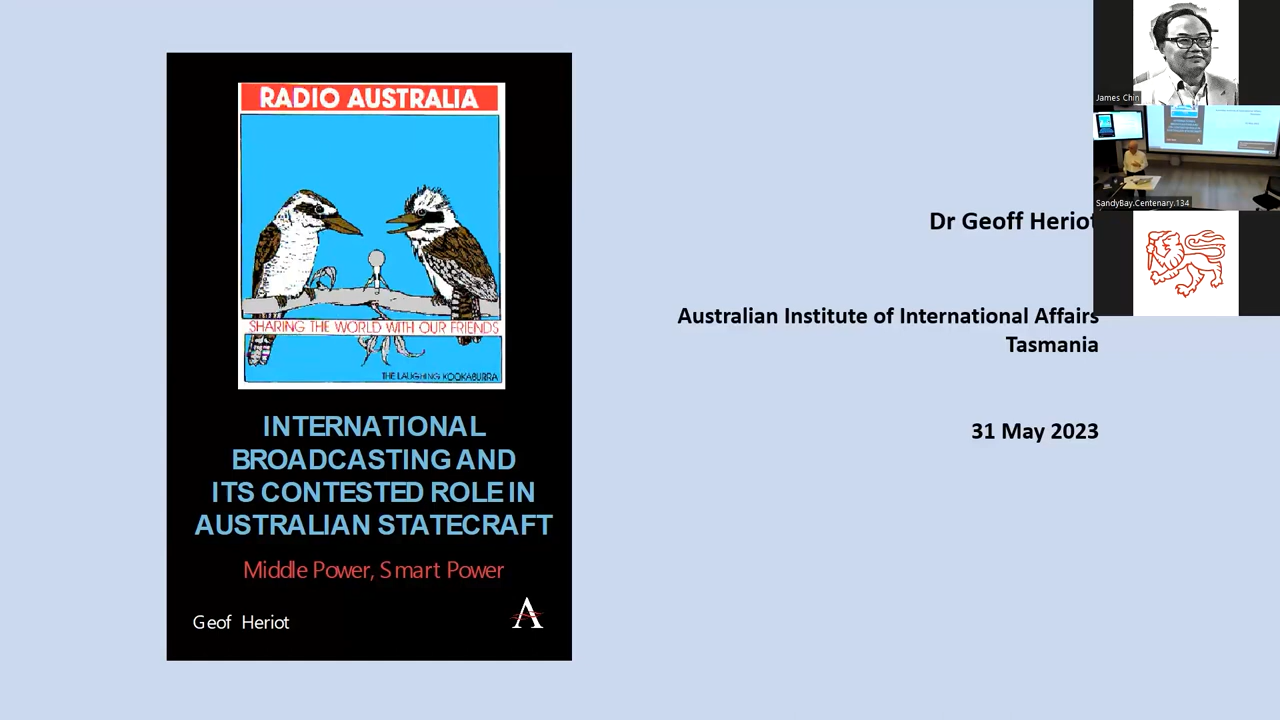 RADIO AUSTRALIA
SHARING THE WORLD WITH OUR FRIENDS
THE LAUGHING KOOKABURRA
INTERNATIONAL
BROADCASTING AND
ITS CONTESTED ROLE IN
AUSTRALIAN STATECRAFT
Middle Power, Smart Power
Geof Heriot
A
Dr Geoff Heriot
Australian Institute of International Affairs
Tasmania
31 May 2023
James Chin
SandyBay.Centenary.134